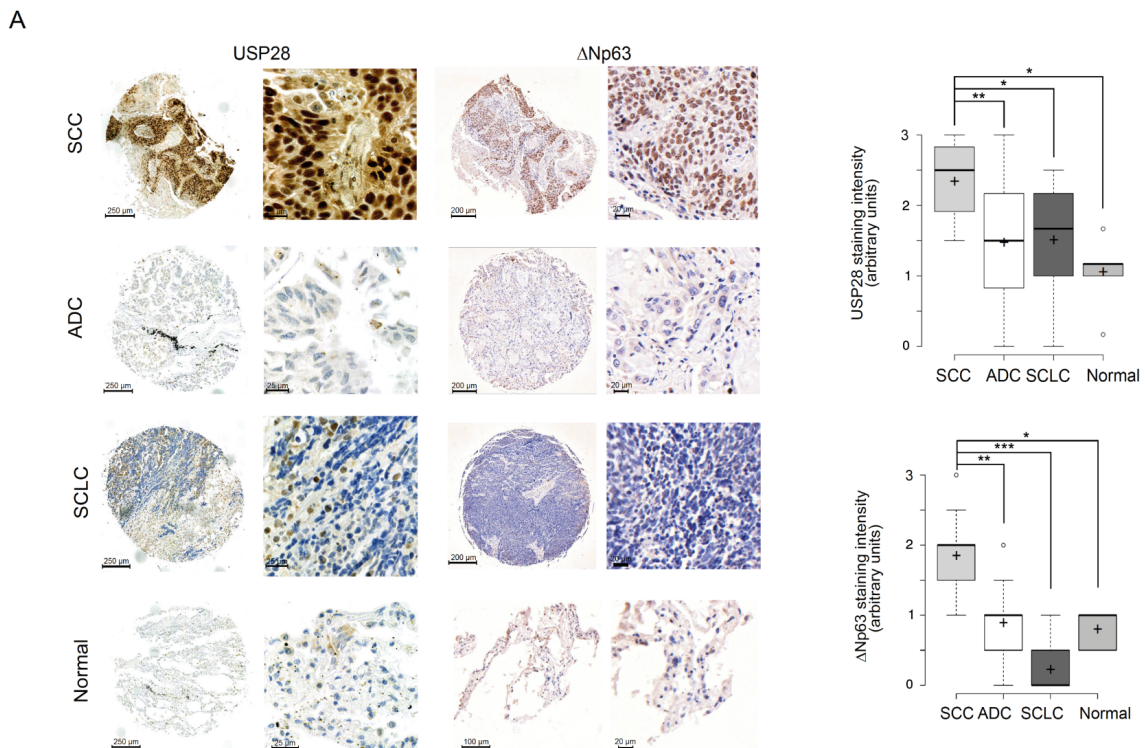 A
USP28
ΔNp63
SCC
250 µm
200 µm
20 µm
ADC
250 µm
25 µm
200 µm
20 µm
SCLC
250 µm
25 µm
200 µm
Normal
250 µm
25 µm
100 µm
20 µm
*
*
**
3
2
1
0
USP28 staining intensity
(arbitrary units)
SCC ADC SCLC Normal
*
***
**
3
2
1
0
ΔNp63 staining intensity
(arbitrary units)
SCC ADC SCLC Normal